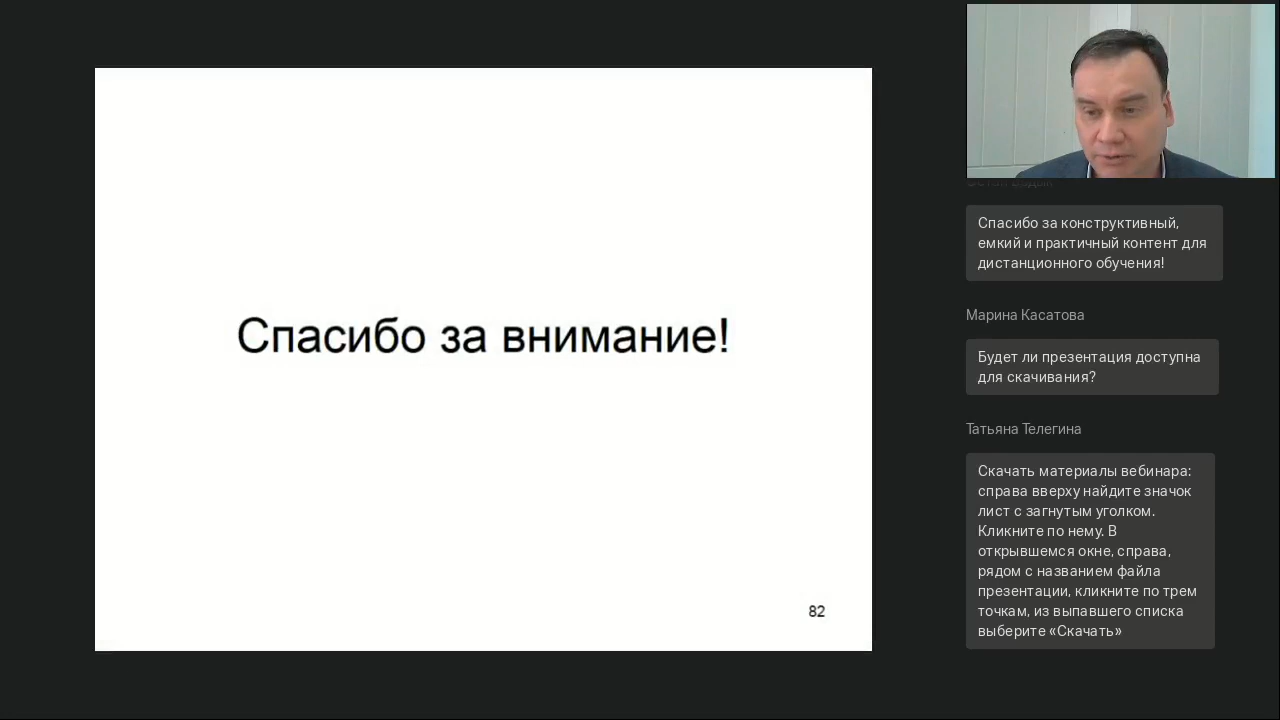 Спасибо за внимание!
82
Спасибо за конструктивный,
емкий и практичный контент для
дистанционного обучения!
Марина Касатова
Будет ли презентация доступна
для скачивания?
Татьяна Телегина
Скачать материалы вебинара:
справа вверху найдите значок
лист с загнутым уголком.
Кликните по нему. В
открывшемся окне, справа,
рядом с названием файла
презентации, кликните по трем
точкам, из выпавшего списка
выберите «Скачать»